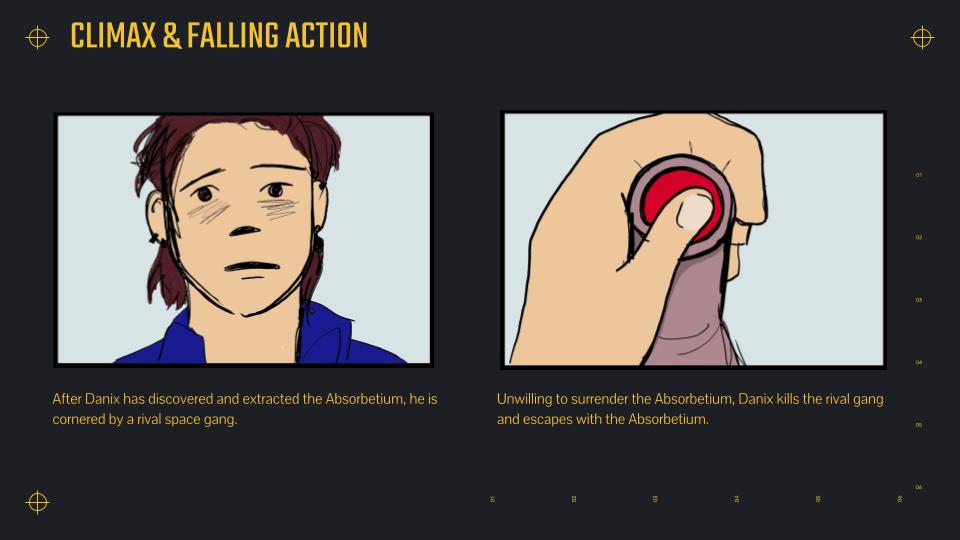 CLIMAX & FALLING ACTION
After Danix has discovered and extracted the Absorbetium, he is
cornered by a rival space gang.
Unwilling to surrender the Absorbetium, Danix kills the rival gang
and escapes with the Absorbetium.
01
02
03
04
05
06
01
02
03
04
05
06